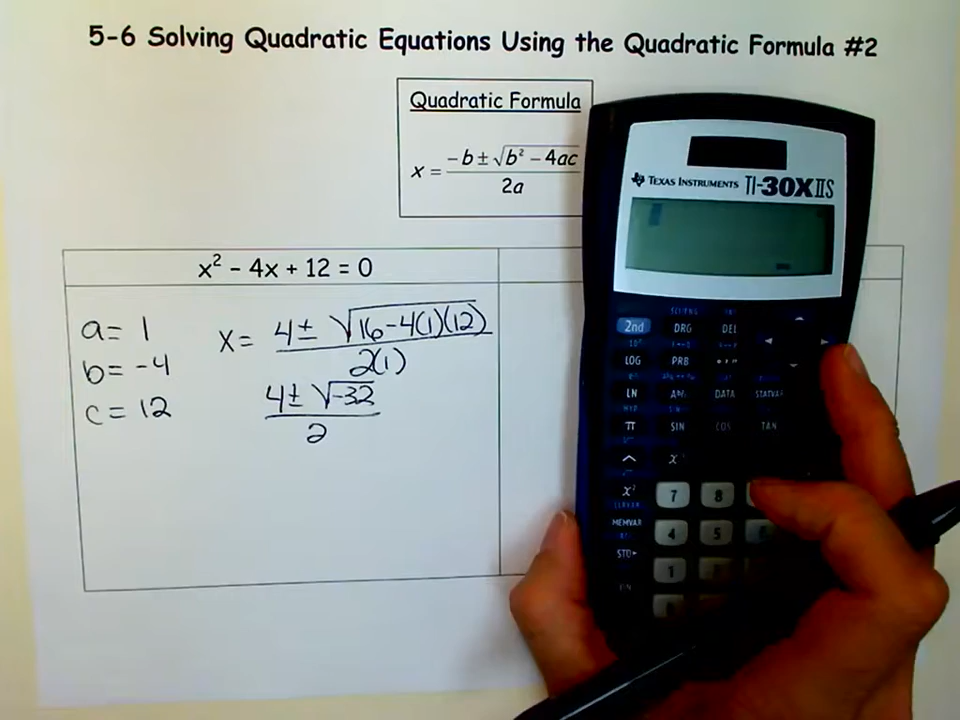 5-6 Solving Quadratic Equations Using the Quadratic Formula #2
Quadratic Formula
x = -b ± √b² - 4ac
2a
TEXAS INSTRUMENTS TI-30X IIS
x² - 4x + 12 = 0
a = 1
b = -4
c = 12
x = 4 ± √16-4(1)(12)
2(1)
4 ± √-32
2
2nd DRG DEL
LOG PRB
LN DATA STATVAR
π SIN COS TAN
^
x² 7 8
MEMVAR 4 5
STO▸ 1